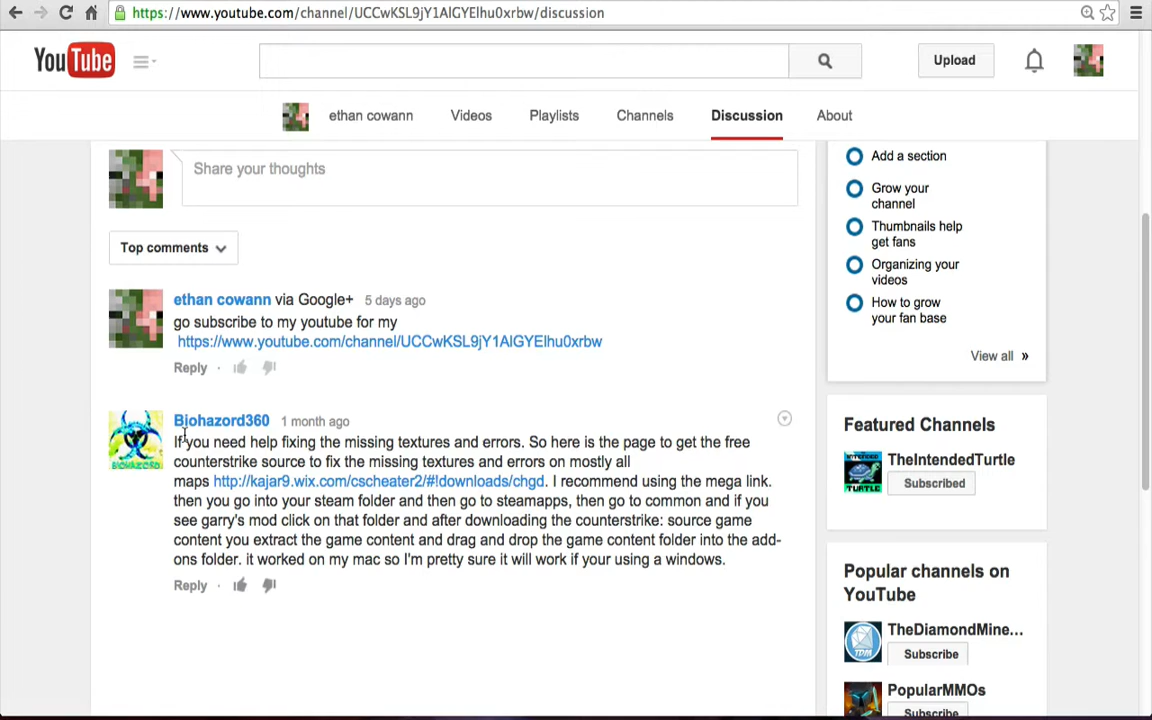 https://www.youtube.com/channel/UCCwKSL9jY1AlGYElhu0xrbw/discussion
YouTube
Upload
ethan cowann Videos Playlists Channels Discussion About
Share your thoughts
Top comments
ethan cowann via Google+ 5 days ago
go subscribe to my youtube for my
https://www.youtube.com/channel/UCCwKSL9jY1AlGYElhu0xrbw
Reply
Biohazord360 1 month ago
If you need help fixing the missing textures and errors. So here is the page to get the free
counterstrike source to fix the missing textures and errors on mostly all
maps http://kajar9.wix.com/cscheater2/#!downloads/chgd. I recommend using the mega link.
then you go into your steam folder and then go to steamapps, then go to common and if you
see garry's mod click on that folder and after downloading the counterstrike: source game
content you extract the game content and drag and drop the game content folder into the add-
ons folder. it worked on my mac so I'm pretty sure it will work if your using a windows.
Reply
BIOHAZORD
Add a section
Grow your
channel
Thumbnails help
get fans
Organizing your
videos
How to grow
your fan base
View all »
Featured Channels
INTENDED
TURTLE
TheIntendedTurtle
Subscribed
Popular channels on
YouTube
TDM
TheDiamondMine...
Subscribe
PopularMMOs
Subscribe